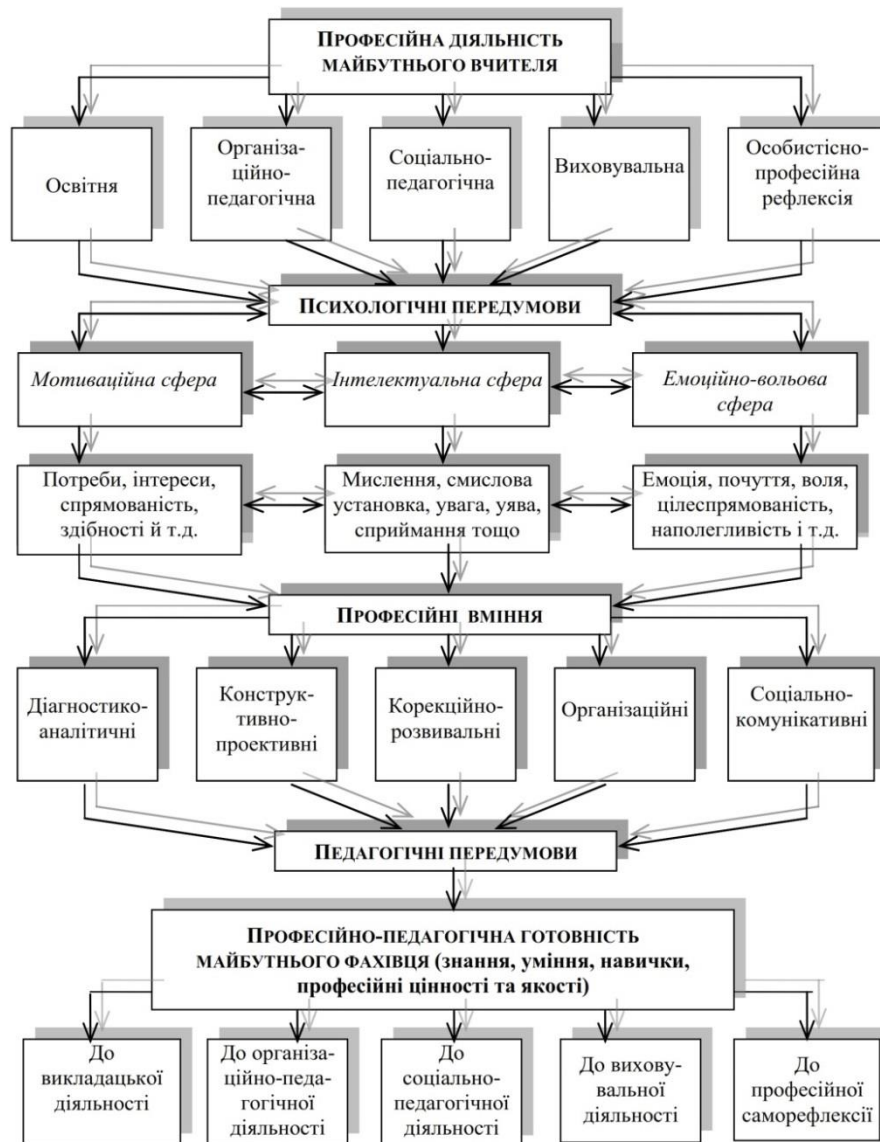 ПРОФЕСІЙНА ДІЯЛЬНІСТЬ
МАЙБУТНЬОГО ВЧИТЕЛЯ
Освітня
Організа-
ційно-
педагогічна
Соціально-
педагогічна
Виховувальна
Особистісно-
професійна
рефлексія
ПСИХОЛОГІЧНІ ПЕРЕДУМОВИ
Мотиваційна сфера
Інтелектуальна сфера
Емоційно-вольова
сфера
Потреби, інтереси,
спрямованість,
здібності й т.д.
Мислення, смислова
установка, увага, уява,
сприймання тощо
Емоція, почуття, воля,
цілеспрямованість,
наполегливість і т.д.
ПРОФЕСІЙНІ ВМІННЯ
Діагностико-
аналітичні
Конструк-
тивно-
проективні
Корекційно-
розвивальні
Організаційні
Соціально-
комунікативні
ПЕДАГОГІЧНІ ПЕРЕДУМОВИ
ПРОФЕСІЙНО-ПЕДАГОГІЧНА ГОТОВНІСТЬ
МАЙБУТНЬОГО ФАХІВЦЯ (знання, уміння, навички,
професійні цінності та якості)
До
викладацької
діяльності
До організа-
ційно-педа-
гогічної
діяльності
До
соціально-
педагогічної
діяльності
До вихову-
вальної
діяльності
До
професійної
саморефлексії